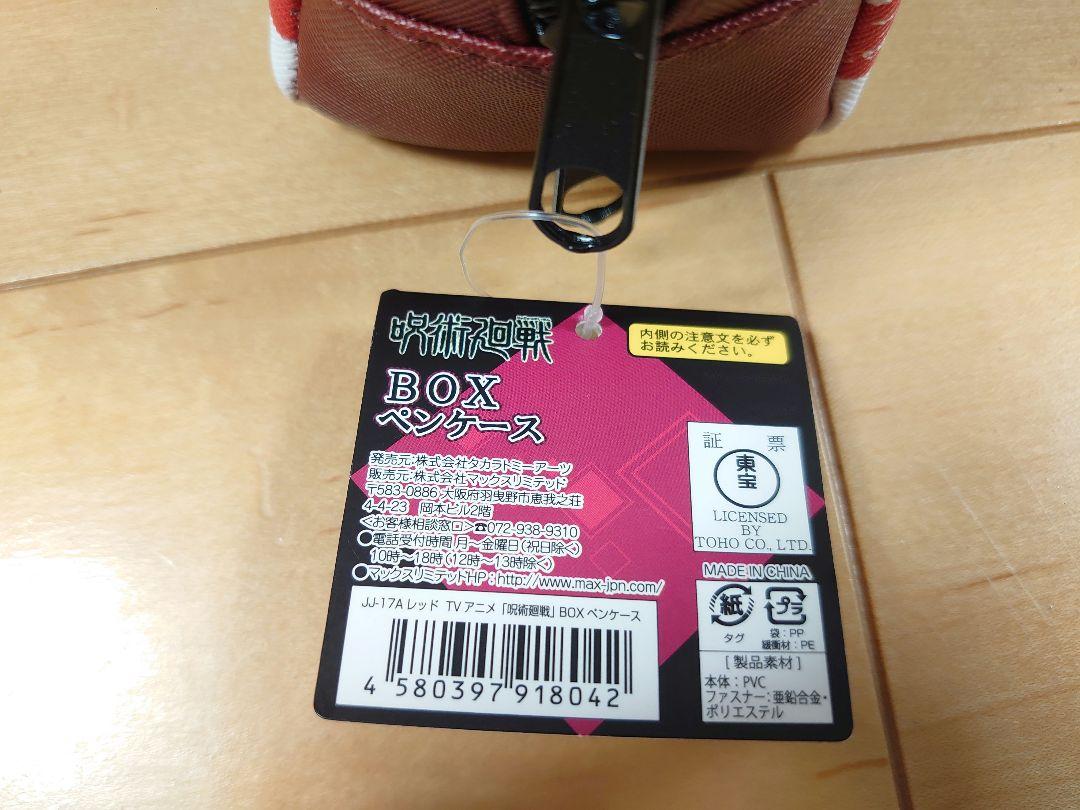 呪術廻戦
BOX
ペンケース
内側の注意文を必ず
お読みください。
発売元:株式会社タカラトミーアーツ
販売元:株式会社マックスリミテッド
〒583-0886 大阪府羽曳野市恵我之荘
4-4-23 岡本ビル2階
<お客様相談窓口>☎072-938-9310
●電話受付時間 月~金曜日(祝日除く)
10時~18時(12時~13時除く)
○マックスリミテッドHP:http://www.max-jpn.com/
証 票
東宝
LICENSED
BY
TOHO CO., LTD.
MADE IN CHINA
紙
タグ
プラ
袋:PP
緩衝材:PE
[製品素材]
本体:PVC
ファスナー:亜鉛合金・
ポリエステル
JJ-17A レッド TVアニメ「呪術廻戦」BOXペンケース
4 580397 918042